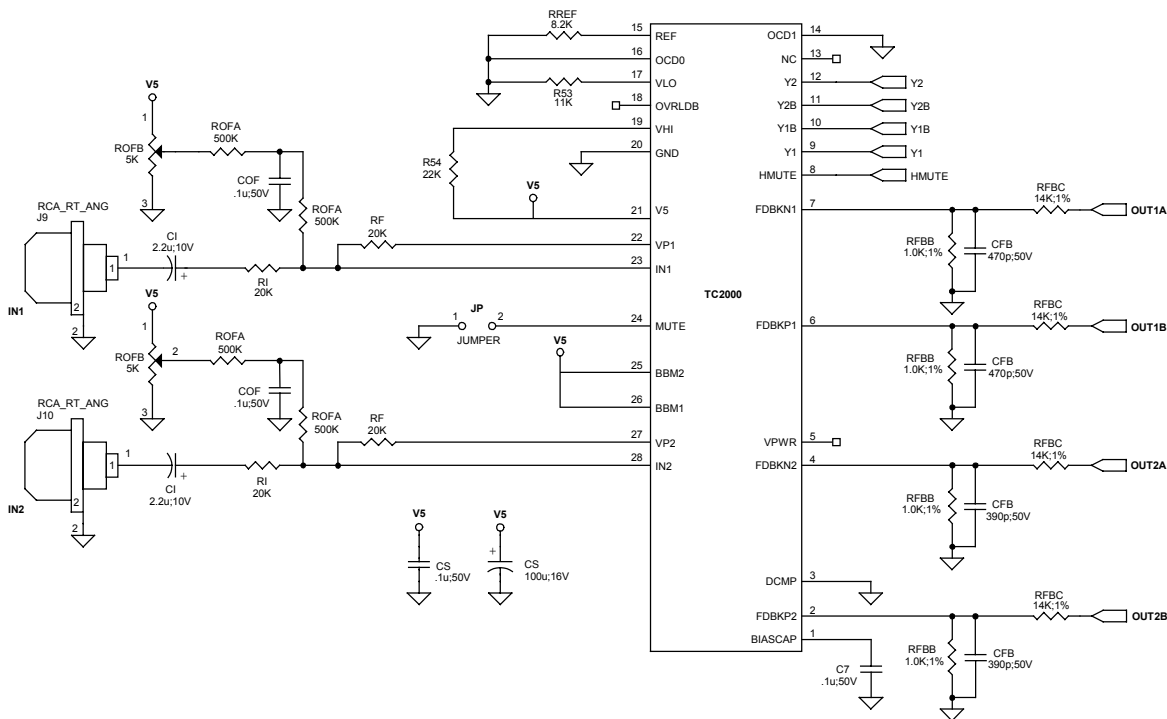 RREF
8.2K
15
REF
OCD1
14
16
OCD0
NC
13
17
VLO
Y2
12
Y2
R53
11K
18
OVRLDB
Y2B
11
Y2B
19
VHI
Y1B
10
Y1B
20
GND
Y1
9
Y1
HMUTE
8
HMUTE
V5
1
ROFB
5K
3
ROFA
500K
COF
.1u;50V
ROFA
500K
R54
22K
V5
21
V5
FDBKN1
7
RFBC
14K;1%
OUT1A
RFBB
1.0K;1%
CFB
470p;50V
RCA_RT_ANG
J9
1
1
2
2
IN1
CI
2.2u;10V
+
RI
20K
RF
20K
22
VP1
23
IN1
TC2000
V5
1
2
ROFB
5K
3
ROFA
500K
COF
.1u;50V
ROFA
500K
JP
1
2
JUMPER
24
MUTE
FDBKP1
6
RFBC
14K;1%
OUT1B
RFBB
1.0K;1%
CFB
470p;50V
V5
25
BBM2
26
BBM1
RCA_RT_ANG
J10
1
1
2
2
IN2
CI
2.2u;10V
+
RI
20K
RF
20K
27
VP2
28
IN2
VPWR
5
FDBKN2
4
RFBC
14K;1%
OUT2A
RFBB
1.0K;1%
CFB
390p;50V
V5
CS
.1u;50V
V5
+
CS
100u;16V
DCMP
3
FDBKP2
2
RFBC
14K;1%
OUT2B
BIASCAP
1
C7
.1u;50V
RFBB
1.0K;1%
CFB
390p;50V